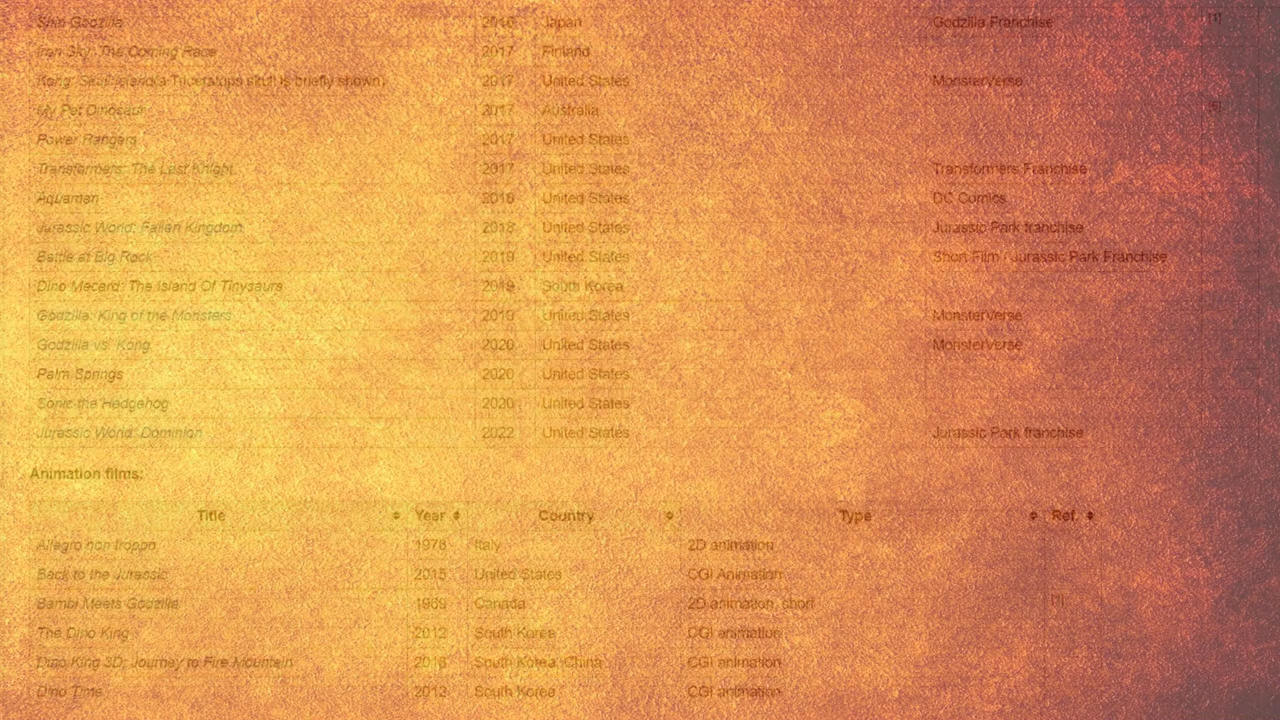 Shin Godzilla 2016 Japan Godzilla Franchise [1]
Iron Sky: The Coming Race 2017 Finland
Kong: Skull Island(a Triceratops skull is briefly shown) 2017 United States MonsterVerse
My Pet Dinosaur 2017 Australia [6]
Power Rangers 2017 United States
Transformers: The Last Knight 2017 United States Transformers Franchise
Aquaman 2018 United States DC Comics
Jurassic World: Fallen Kingdom 2018 United States Jurassic Park franchise
Battle at Big Rock 2019 United States Short Film / Jurassic Park Franchise
Dino Mecard: The Island Of Tinysaurs 2019 South Korea
Godzilla: King of the Monsters 2019 United States MonsterVerse
Godzilla vs. Kong 2020 United States MonsterVerse
Palm Springs 2020 United States
Sonic the Hedgehog 2020 United States
Jurassic World: Dominion 2022 United States Jurassic Park franchise
Animation films:
Title Year Country Type Ref.
Allegro non troppo 1976 Italy 2D animation
Back to the Jurassic 2015 United States CGI Animation
Bambi Meets Godzilla 1969 Canada 2D animation, short
The Dino King 2012 South Korea CGI animation
Dino King 3D: Journey to Fire Mountain 2018 South Korea, China CGI animation
Dino Time 2012 South Korea CGI animation